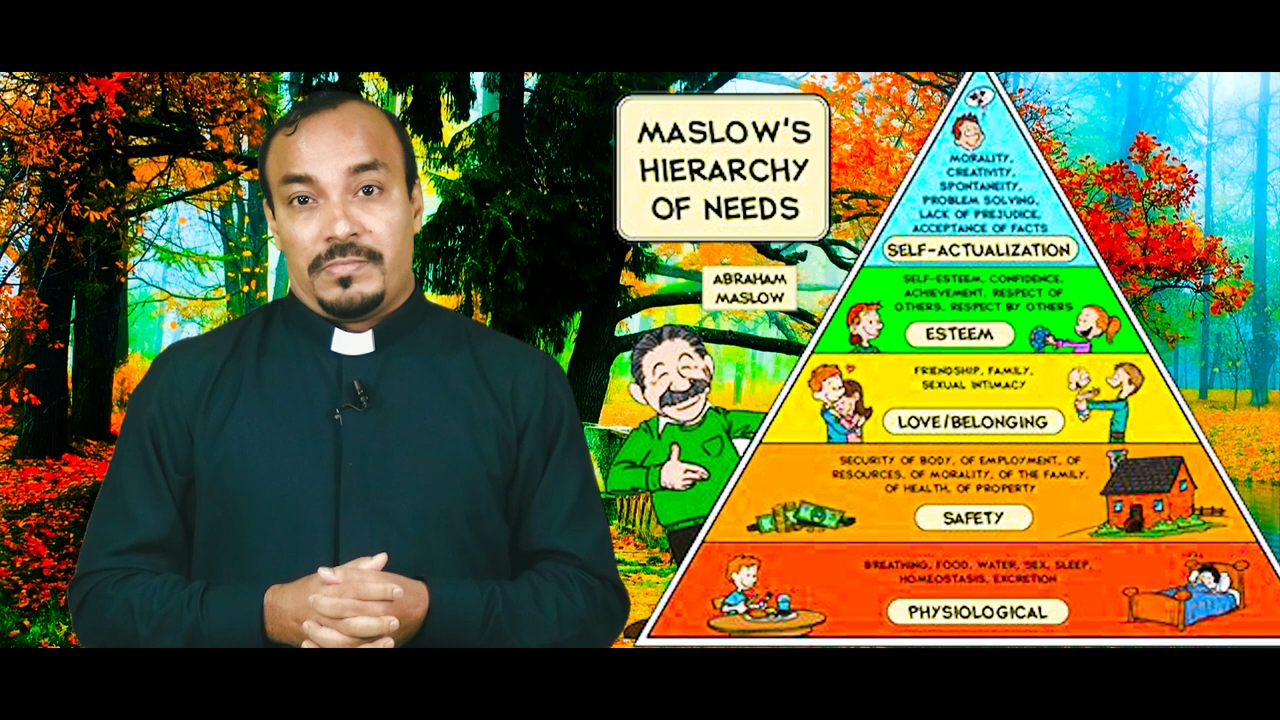 MASLOW'S
HIERARCHY
OF NEEDS
ABRAHAM
MASLOW
MORALITY,
CREATIVITY,
SPONTANEITY,
PROBLEM SOLVING,
LACK OF PREJUDICE,
ACCEPTANCE OF FACTS
SELF-ACTUALIZATION
SELF-ESTEEM, CONFIDENCE,
ACHIEVEMENT, RESPECT OF
OTHERS, RESPECT BY OTHERS
ESTEEM
FRIENDSHIP, FAMILY,
SEXUAL INTIMACY
LOVE/BELONGING
SECURITY OF BODY, OF EMPLOYMENT, OF
RESOURCES, OF MORALITY, OF THE FAMILY,
OF HEALTH, OF PROPERTY
SAFETY
BREATHING, FOOD, WATER, SEX, SLEEP,
HOMEOSTASIS, EXCRETION
PHYSIOLOGICAL